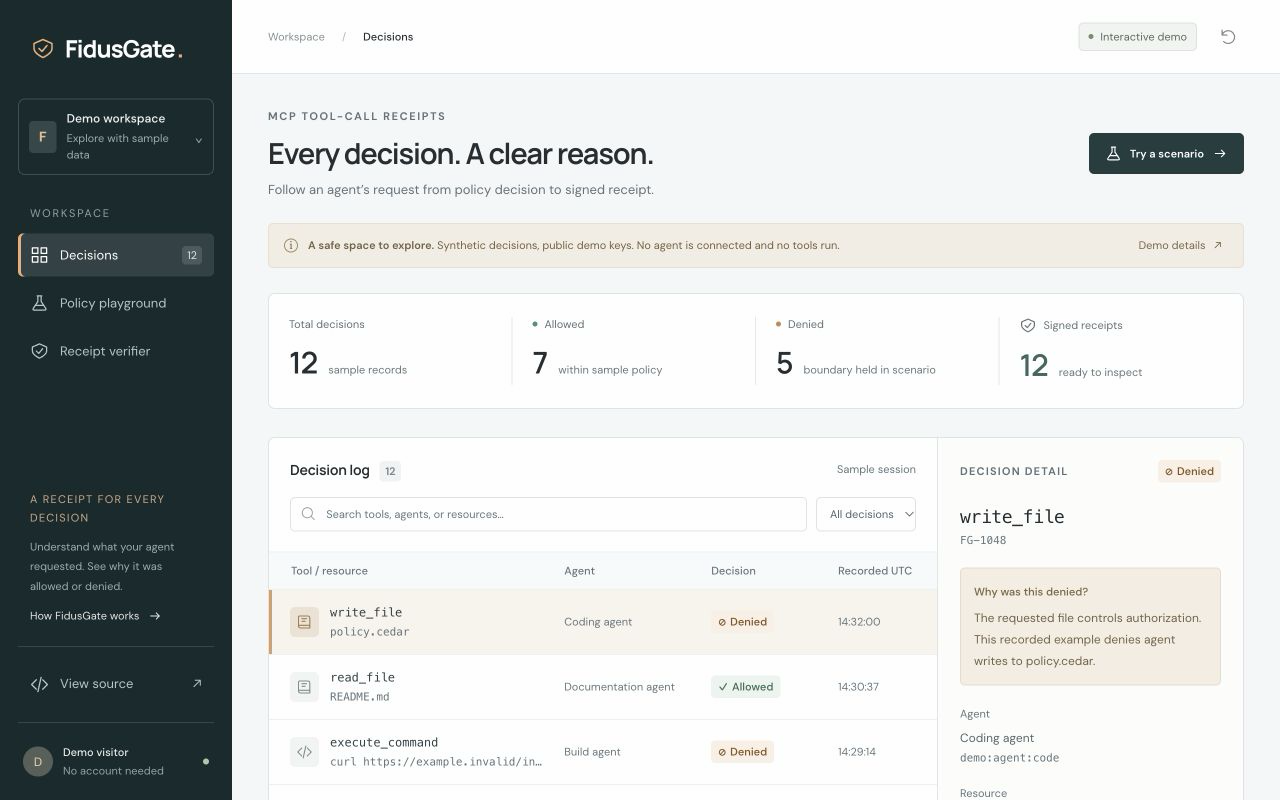 FidusGate.
F
Demo workspace
Explore with sample
data
WORKSPACE
Decisions 12
Policy playground
Receipt verifier
A RECEIPT FOR EVERY
DECISION
Understand what your agent
requested. See why it was
allowed or denied.
How FidusGate works →
View source ↗
D
Demo visitor
No account needed
Workspace / Decisions
Interactive demo
MCP TOOL-CALL RECEIPTS
Every decision. A clear reason.
Follow an agent’s request from policy decision to signed receipt.
Try a scenario →
A safe space to explore. Synthetic decisions, public demo keys. No agent is connected and no tools run.
Demo details ↗
Total decisions
12 sample records
Allowed
7 within sample policy
Denied
5 boundary held in scenario
Signed receipts
12 ready to inspect
Decision log 12
Sample session
Search tools, agents, or resources…
All decisions
Tool / resource Agent Decision Recorded UTC
write_file
policy.cedar
Coding agent
⊘ Denied
14:32:00
read_file
README.md
Documentation agent
✓ Allowed
14:30:37
execute_command
curl https://example.invalid/in…
Build agent
⊘ Denied
14:29:14
DECISION DETAIL
⊘ Denied
write_file
FG-1048
Why was this denied?
The requested file controls authorization.
This recorded example denies agent
writes to policy.cedar.
Agent
Coding agent
demo:agent:code
Resource